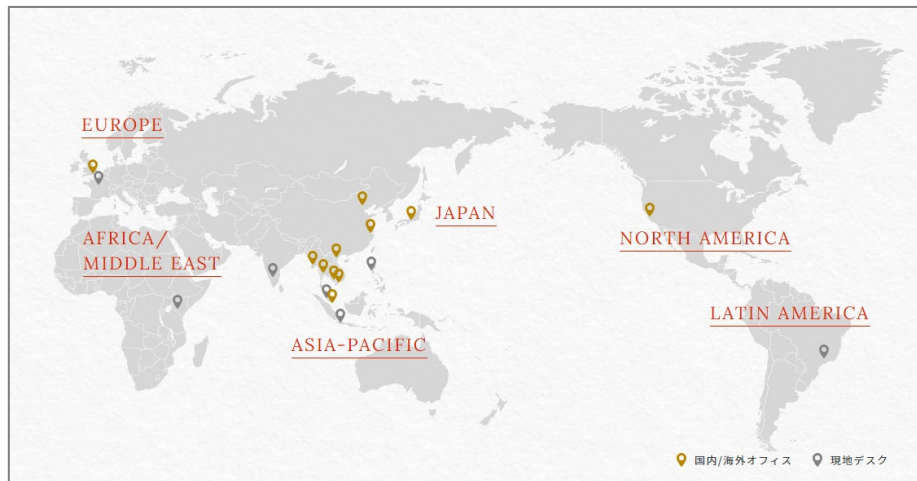 EUROPE
JAPAN
AFRICA/
MIDDLE EAST
NORTH AMERICA
LATIN AMERICA
ASIA-PACIFIC
国内/海外オフィス
現地デスク